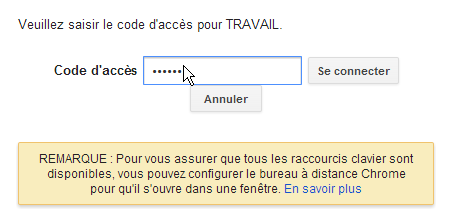 Veuillez saisir le code d'accès pour TRAVAIL.
Code d'accès •••••• Se connecter
Annuler
REMARQUE : Pour vous assurer que tous les raccourcis clavier sont
disponibles, vous pouvez configurer le bureau à distance Chrome
pour qu'il s'ouvre dans une fenêtre. En savoir plus